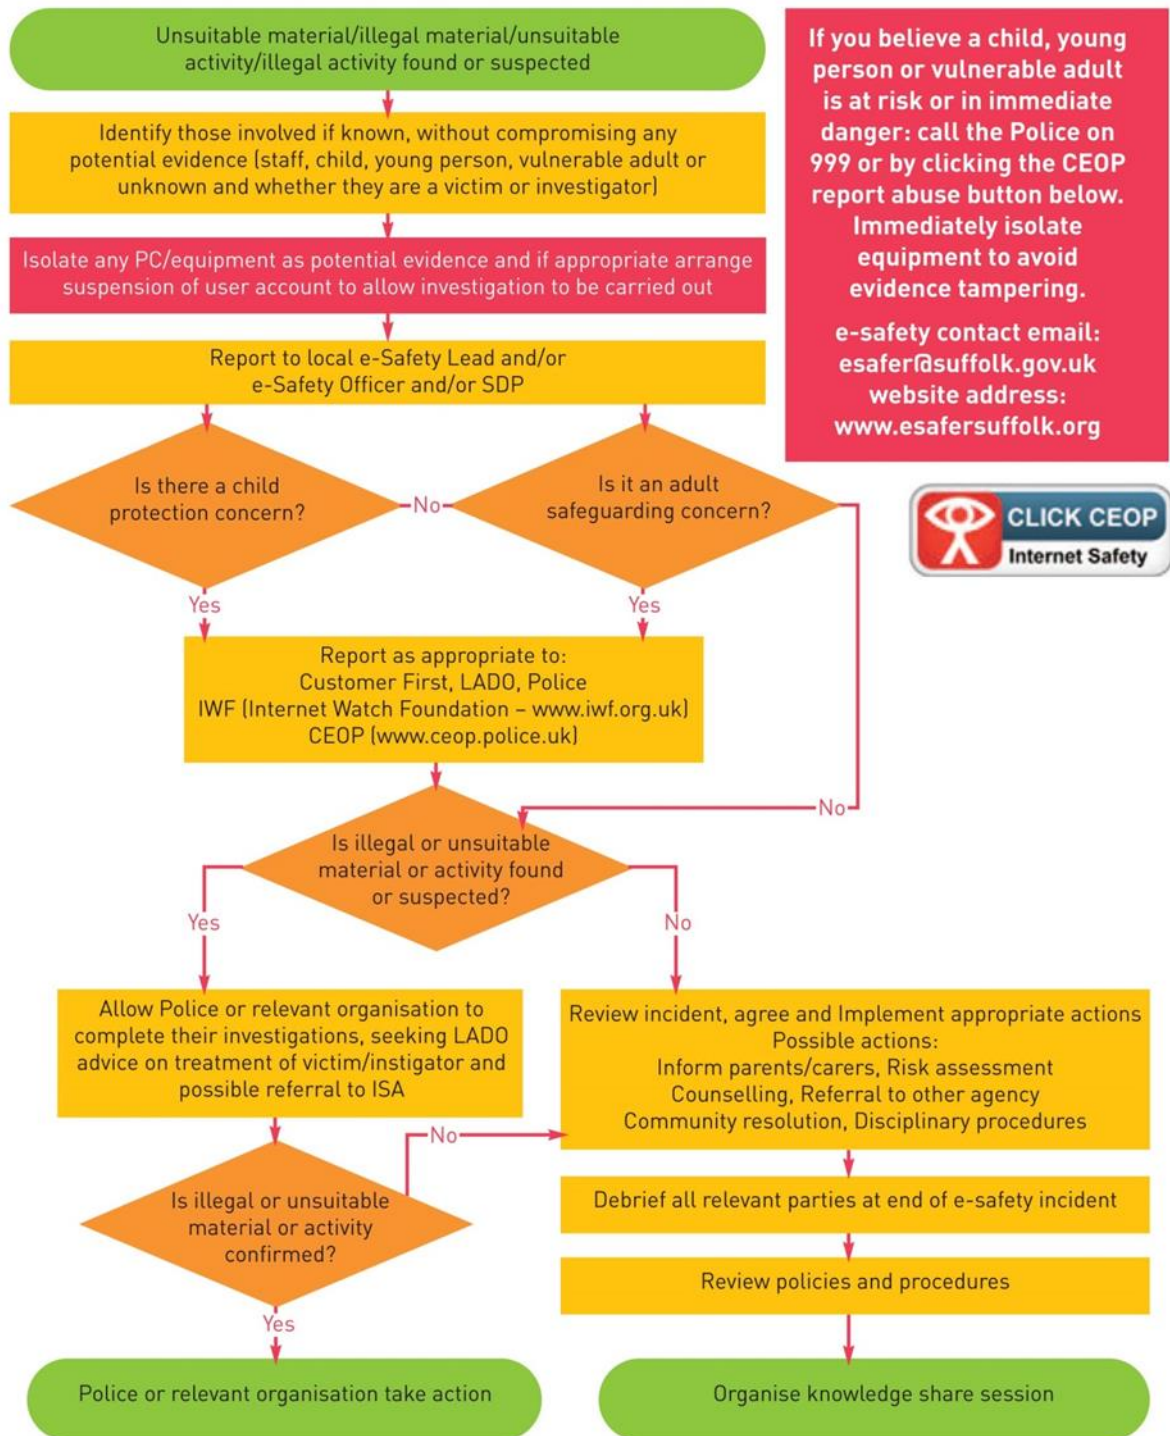 Unsuitable material/illegal material/unsuitable
activity/illegal activity found or suspected
If you believe a child, young
person or vulnerable adult
is at risk or in immediate
danger: call the Police on
999 or by clicking the CEOP
report abuse button below.
Immediately isolate
equipment to avoid
evidence tampering.
e-safety contact email:
esafer@suffolk.gov.uk
website address:
www.esafersuffolk.org
CLICK CEOP
Internet Safety
Identify those involved if known, without compromising any
potential evidence (staff, child, young person, vulnerable adult or
unknown and whether they are a victim or investigator)
Isolate any PC/equipment as potential evidence and if appropriate arrange
suspension of user account to allow investigation to be carried out
Report to local e-Safety Lead and/or
e-Safety Officer and/or SDP
Is there a child
protection concern?
No
Is it an adult
safeguarding concern?
Yes
Yes
Report as appropriate to:
Customer First, LADO, Police
IWF (Internet Watch Foundation – www.iwf.org.uk)
CEOP (www.ceop.police.uk)
No
Is illegal or unsuitable
material or activity found
or suspected?
Yes
No
Allow Police or relevant organisation to
complete their investigations, seeking LADO
advice on treatment of victim/instigator and
possible referral to ISA
Review incident, agree and Implement appropriate actions
Possible actions:
Inform parents/carers, Risk assessment
Counselling, Referral to other agency
Community resolution, Disciplinary procedures
No
Is illegal or unsuitable
material or activity
confirmed?
Debrief all relevant parties at end of e-safety incident
Review policies and procedures
Yes
Police or relevant organisation take action
Organise knowledge share session